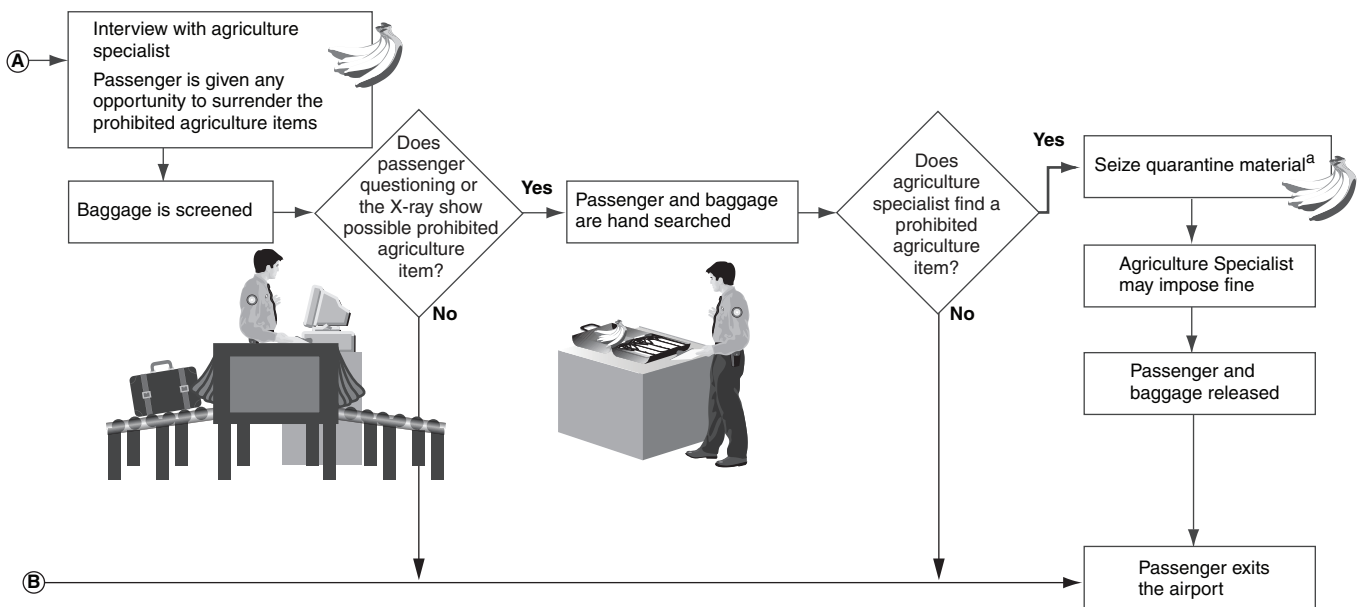 A
Interview with agriculture
specialist
Passenger is given any
opportunity to surrender the
prohibited agriculture items
Baggage is screened
Does
passenger
questioning or
the X-ray show
possible prohibited
agriculture
item?
Yes
No
Passenger and baggage
are hand searched
Does
agriculture
specialist find a
prohibited
agriculture
item?
Yes
No
Seize quarantine materialᵃ
Agriculture Specialist
may impose fine
Passenger and
baggage released
B
Passenger exits
the airport